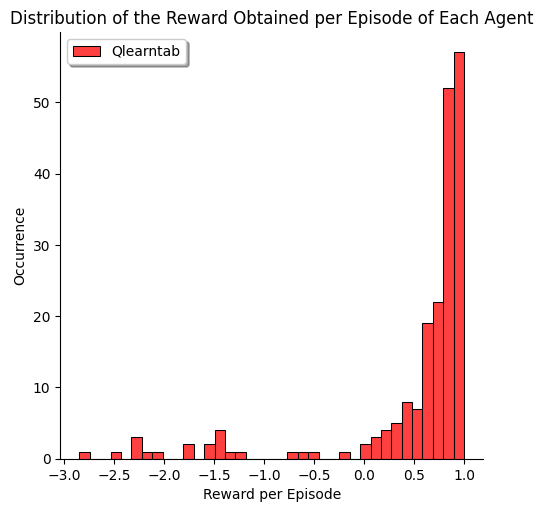 Distribution of the Reward Obtained per Episode of Each Agent
Qlearntab
Occurrence
50
40
30
20
10
0
−3.0 −2.5 −2.0 −1.5 −1.0 −0.5 0.0 0.5 1.0
Reward per Episode